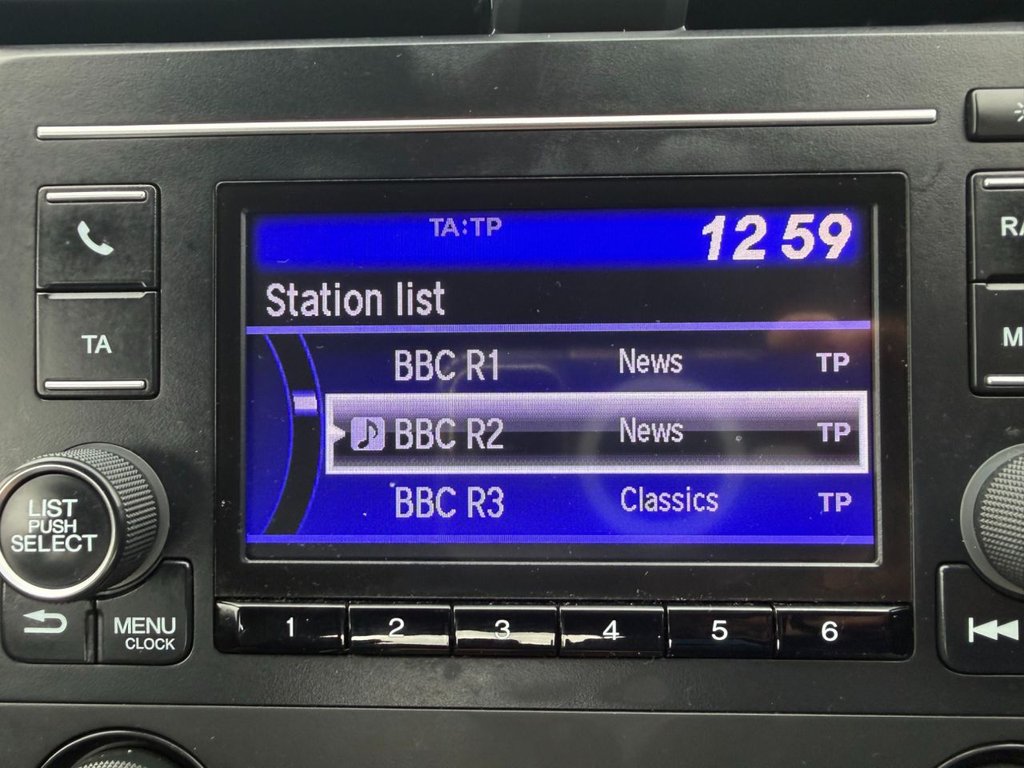 TA:TP 12 59
Station list
BBC R1 News TP
BBC R2 News TP
BBC R3 Classics TP
TA
LIST
PUSH
SELECT
MENU
CLOCK
1 2 3 4 5 6